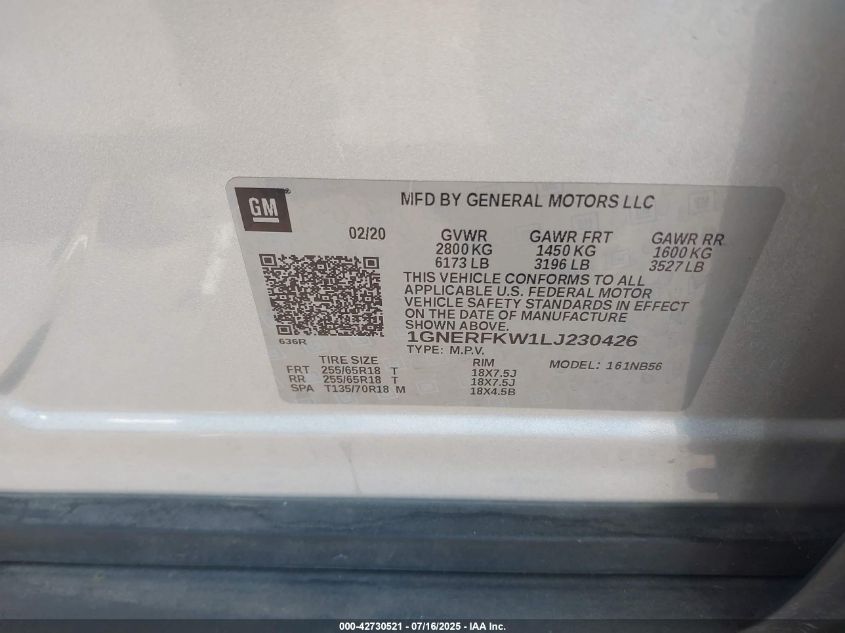 GM
MFD BY GENERAL MOTORS LLC
02/20
GVWR GAWR FRT GAWR RR
2800 KG 1450 KG 1600 KG
6173 LB 3196 LB 3527 LB
THIS VEHICLE CONFORMS TO ALL
APPLICABLE U.S. FEDERAL MOTOR
VEHICLE SAFETY STANDARDS IN EFFECT
ON THE DATE OF MANUFACTURE
SHOWN ABOVE.
636R
1GNERFKW1LJ230426
TYPE: M.P.V.
TIRE SIZE RIM MODEL: 161NB56
FRT 255/65R18 T 18X7.5J
RR 255/65R18 T 18X7.5J
SPA T135/70R18 M 18X4.5B
000-42730521 - 07/16/2025 - IAA Inc.